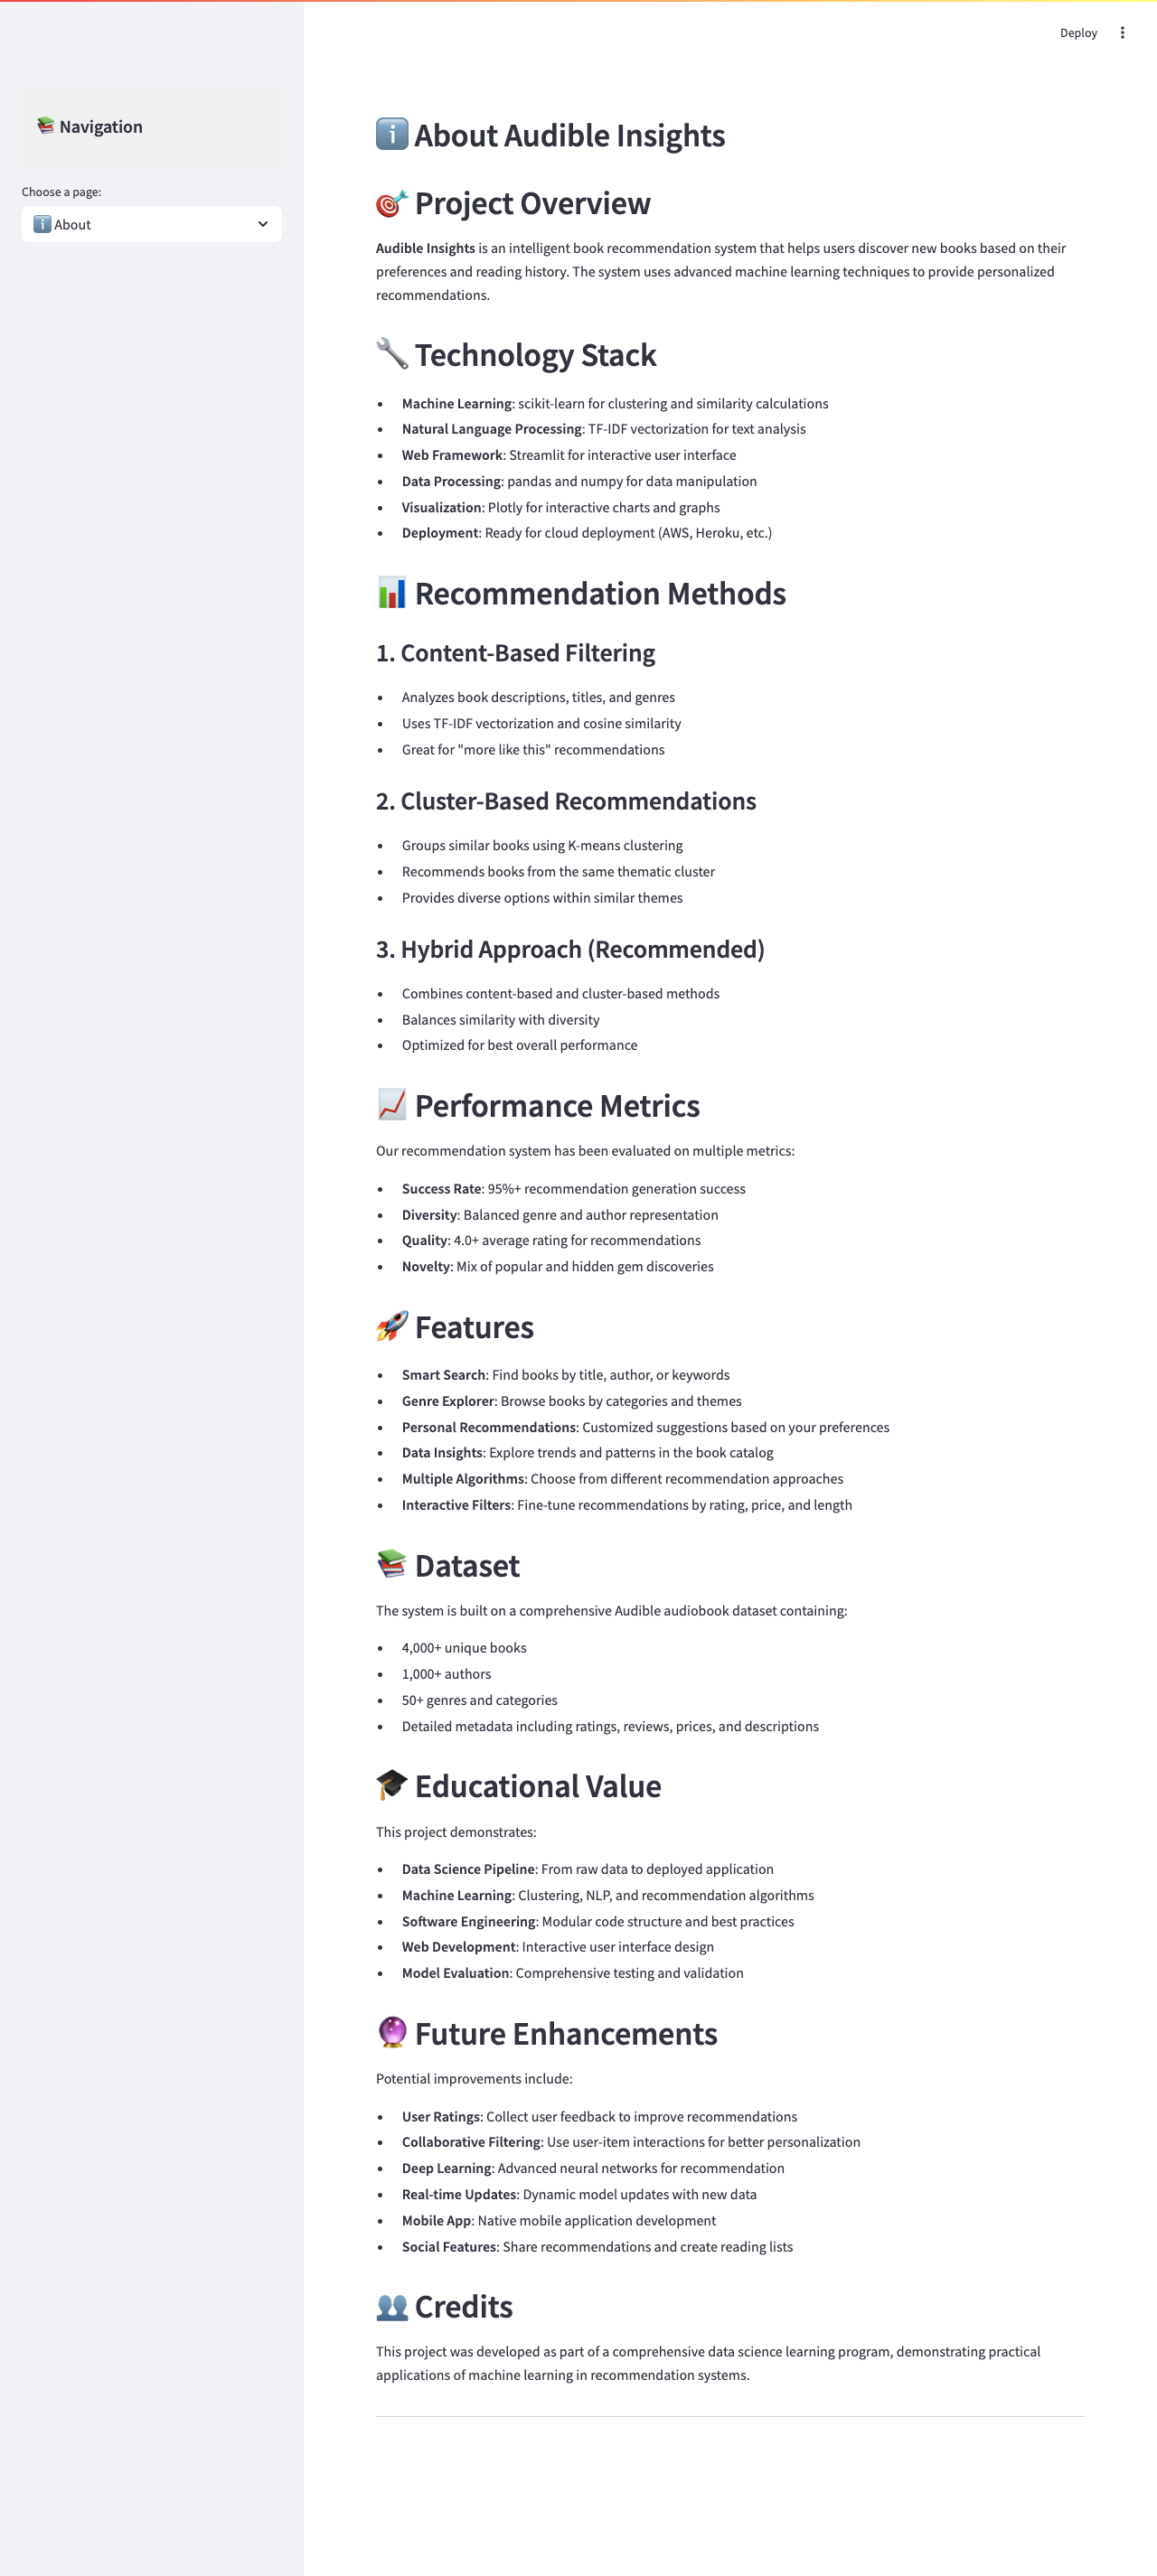 Deploy
Navigation
Choose a page:
About
About Audible Insights
Project Overview
Audible Insights is an intelligent book recommendation system that helps users discover new books based on their
preferences and reading history. The system uses advanced machine learning techniques to provide personalized
recommendations.
Technology Stack
• Machine Learning: scikit-learn for clustering and similarity calculations
• Natural Language Processing: TF-IDF vectorization for text analysis
• Web Framework: Streamlit for interactive user interface
• Data Processing: pandas and numpy for data manipulation
• Visualization: Plotly for interactive charts and graphs
• Deployment: Ready for cloud deployment (AWS, Heroku, etc.)
Recommendation Methods
1. Content-Based Filtering
• Analyzes book descriptions, titles, and genres
• Uses TF-IDF vectorization and cosine similarity
• Great for "more like this" recommendations
2. Cluster-Based Recommendations
• Groups similar books using K-means clustering
• Recommends books from the same thematic cluster
• Provides diverse options within similar themes
3. Hybrid Approach (Recommended)
• Combines content-based and cluster-based methods
• Balances similarity with diversity
• Optimized for best overall performance
Performance Metrics
Our recommendation system has been evaluated on multiple metrics:
• Success Rate: 95%+ recommendation generation success
• Diversity: Balanced genre and author representation
• Quality: 4.0+ average rating for recommendations
• Novelty: Mix of popular and hidden gem discoveries
Features
• Smart Search: Find books by title, author, or keywords
• Genre Explorer: Browse books by categories and themes
• Personal Recommendations: Customized suggestions based on your preferences
• Data Insights: Explore trends and patterns in the book catalog
• Multiple Algorithms: Choose from different recommendation approaches
• Interactive Filters: Fine-tune recommendations by rating, price, and length
Dataset
The system is built on a comprehensive Audible audiobook dataset containing:
• 4,000+ unique books
• 1,000+ authors
• 50+ genres and categories
• Detailed metadata including ratings, reviews, prices, and descriptions
Educational Value
This project demonstrates:
• Data Science Pipeline: From raw data to deployed application
• Machine Learning: Clustering, NLP, and recommendation algorithms
• Software Engineering: Modular code structure and best practices
• Web Development: Interactive user interface design
• Model Evaluation: Comprehensive testing and validation
Future Enhancements
Potential improvements include:
• User Ratings: Collect user feedback to improve recommendations
• Collaborative Filtering: Use user-item interactions for better personalization
• Deep Learning: Advanced neural networks for recommendation
• Real-time Updates: Dynamic model updates with new data
• Mobile App: Native mobile application development
• Social Features: Share recommendations and create reading lists
Credits
This project was developed as part of a comprehensive data science learning program, demonstrating practical
applications of machine learning in recommendation systems.